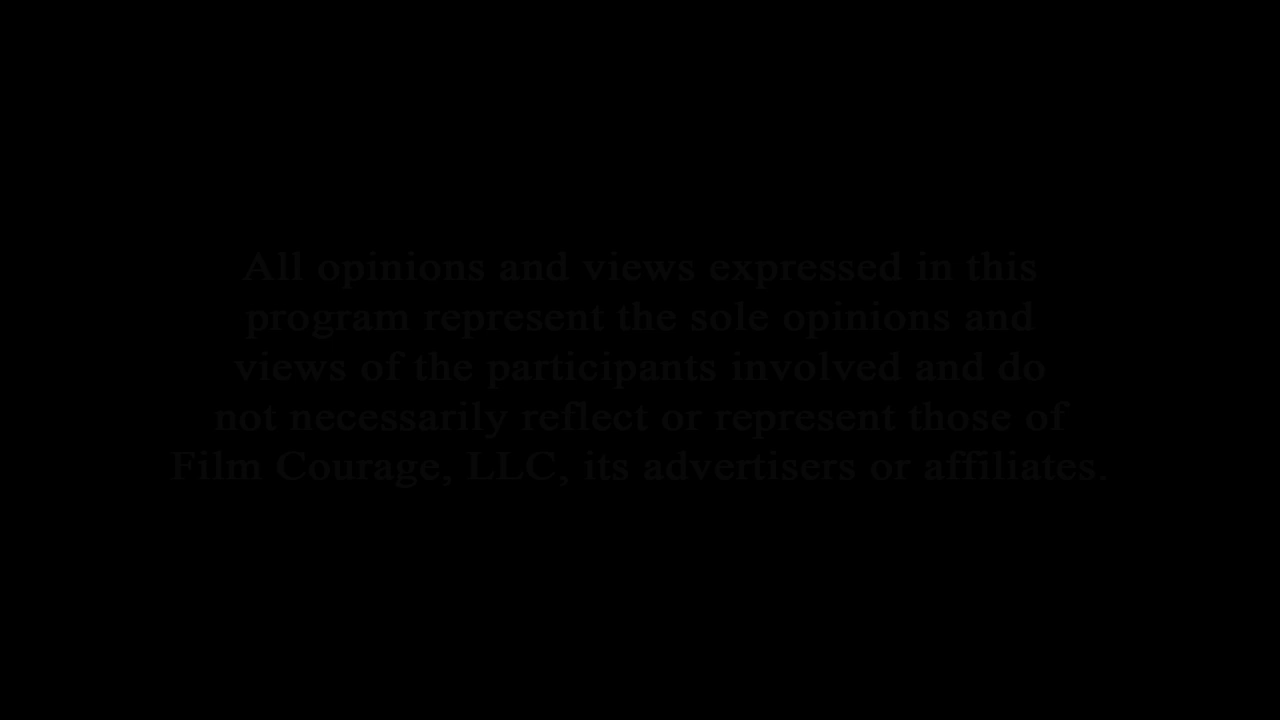 All opinions and views expressed in this
program represent the sole opinions and
views of the participants involved and do
not necessarily reflect or represent those of
Film Courage, LLC, its advertisers or affiliates.